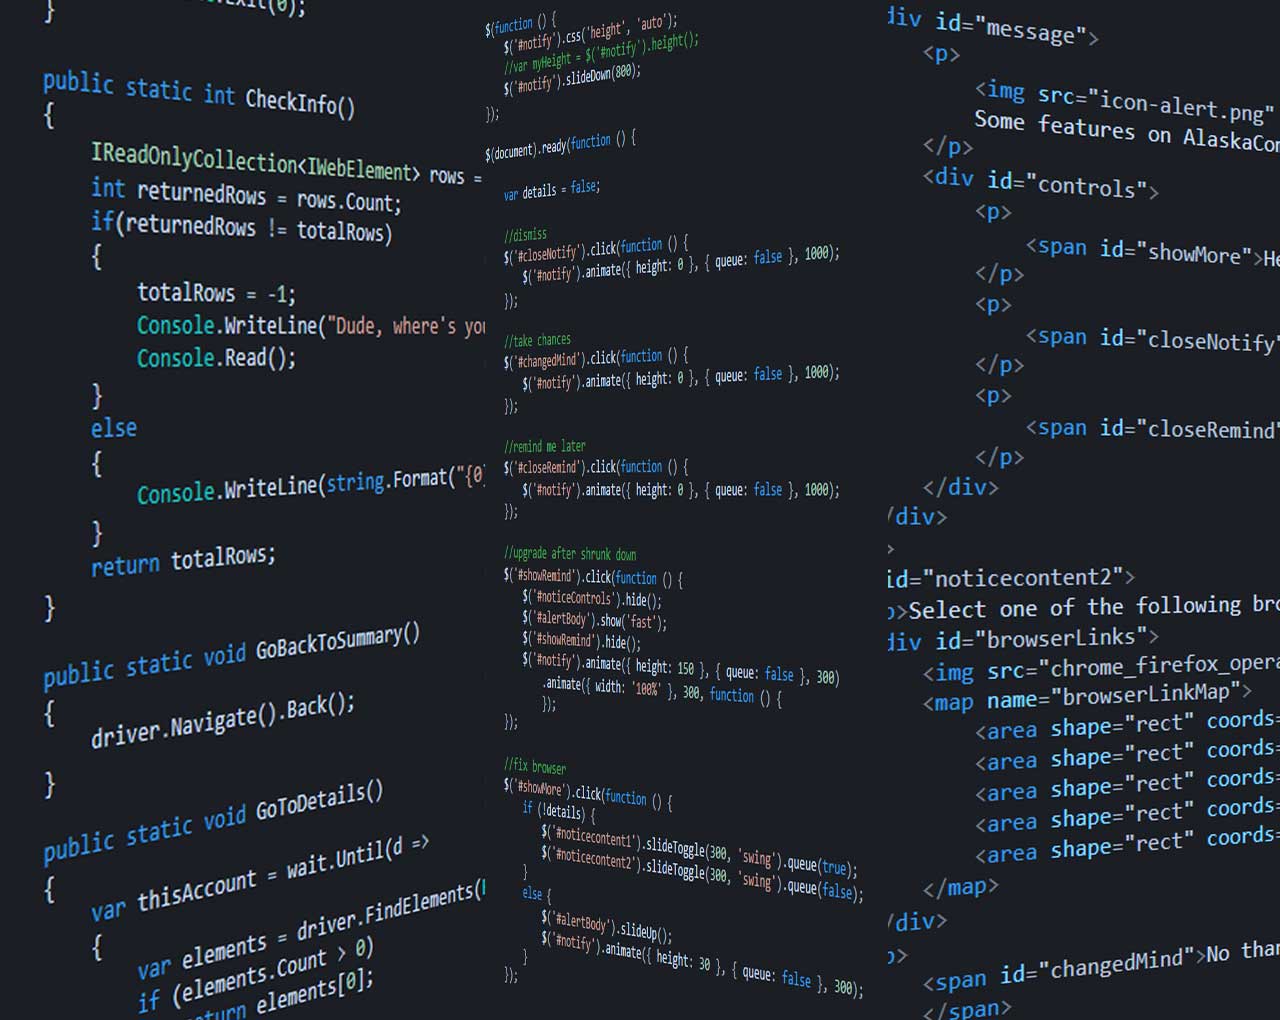 }
public static int CheckInfo()
{
IReadOnlyCollection<IWebElement> rows =
int returnedRows = rows.Count;
if(returnedRows != totalRows)
{
totalRows = -1;
Console.WriteLine("Dude, where's
Console.Read();
}
else
{
Console.WriteLine(string.Format("{0
}
return totalRows;
}
public static void GoBackToSummary()
{
driver.Navigate().Back();
}
public static void GoToDetails()
{
var thisAccount = wait.Until(d =>
{
var elements = driver.FindElements(
if (elements.Count > 0)
elements[0];
$(function () {
$('#notify').css('height', 'auto');
//var myHeight = $('#notify').height();
$('#notify').slideDown(800);
});
$(document).ready(function () {
var details = false;
//dismiss
$('#closeNotify').click(function () {
$('#notify').animate({ height: 0 }, { queue: false }, 1000);
});
//take chances
$('#changedMind').click(function () {
$('#notify').animate({ height: 0 }, { queue: false }, 1000);
});
//remind me later
$('#closeRemind').click(function () {
$('#notify').animate({ height: 0 }, { queue: false }, 1000);
});
//upgrade after shrunk down
$('#showRemind').click(function () {
$('#noticeControls').hide();
$('#alertBody').show('fast');
$('#showRemind').hide();
$('#notify').animate({ height: 150 }, { queue: false }, 300)
.animate({ width: '100%' }, 300, function () {
});
});
//fix browser
$('#showMore').click(function () {
if (!details) {
$('#noticecontent1').slideToggle(300, 'swing').queue(true);
$('#noticecontent2').slideToggle(300, 'swing').queue(false);
}
else {
$('#alertBody').slideUp();
$('#notify').animate({ height: 30 }, { queue: false }, 300);
}
});
div id="message">
<p>
<img src="icon-alert.png"
Some features on AlaskaCo
</p>
<div id="controls">
<p>
<span id="showMore">He
</p>
<p>
<span id="closeNotify"
</p>
<p>
<span id="closeRemind"
</p>
</div>
/div>
>
id="noticecontent2">
>Select one of the following bro
div id="browserLinks">
<img src="chrome_firefox_opera
<map name="browserLinkMap">
<area shape="rect" coords=
<area shape="rect" coords=
<area shape="rect" coords=
<area shape="rect" coords=
<area shape="rect" coords=
</map>
/div>
>
<span id="changedMind">No than
</span>